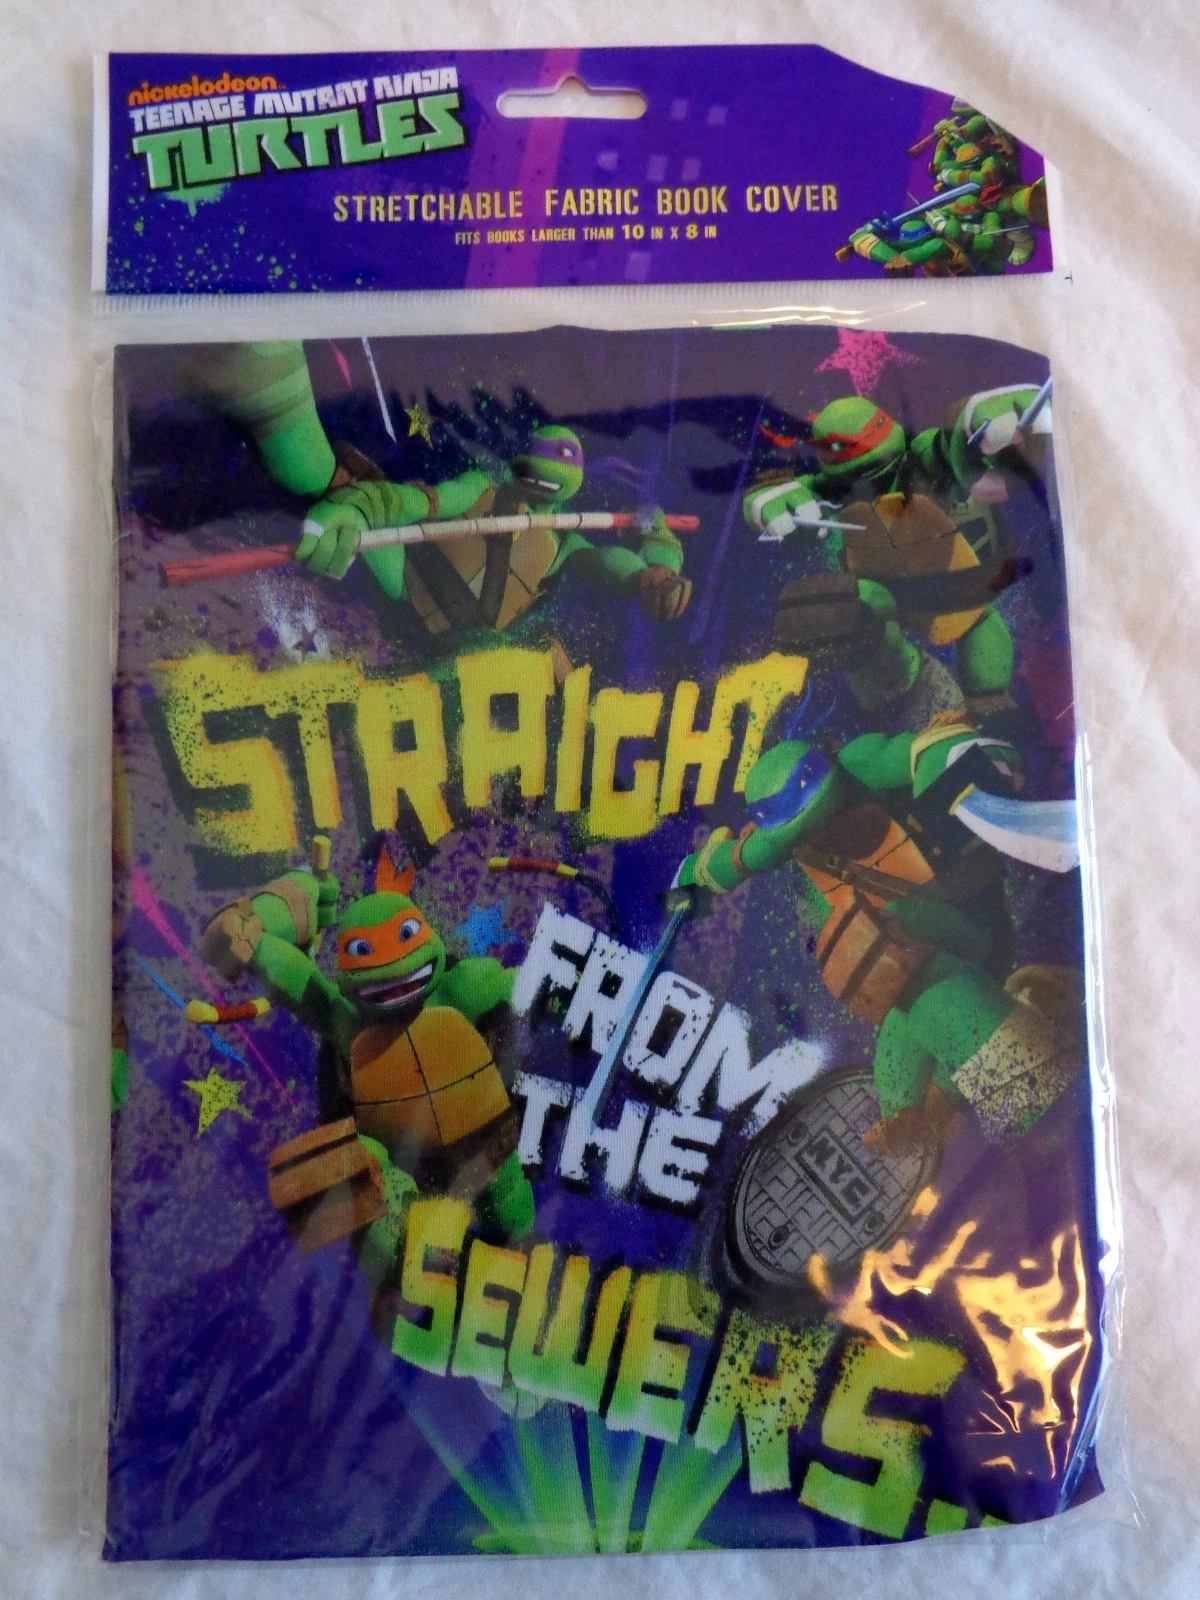 nickelodeon
TEENAGE MUTANT NINJA
TURTLES
STRETCHABLE FABRIC BOOK COVER
FITS BOOKS LARGER THAN 10 IN X 8 IN
STRAIGHT
FROM
THE
NYC
SEWERS...